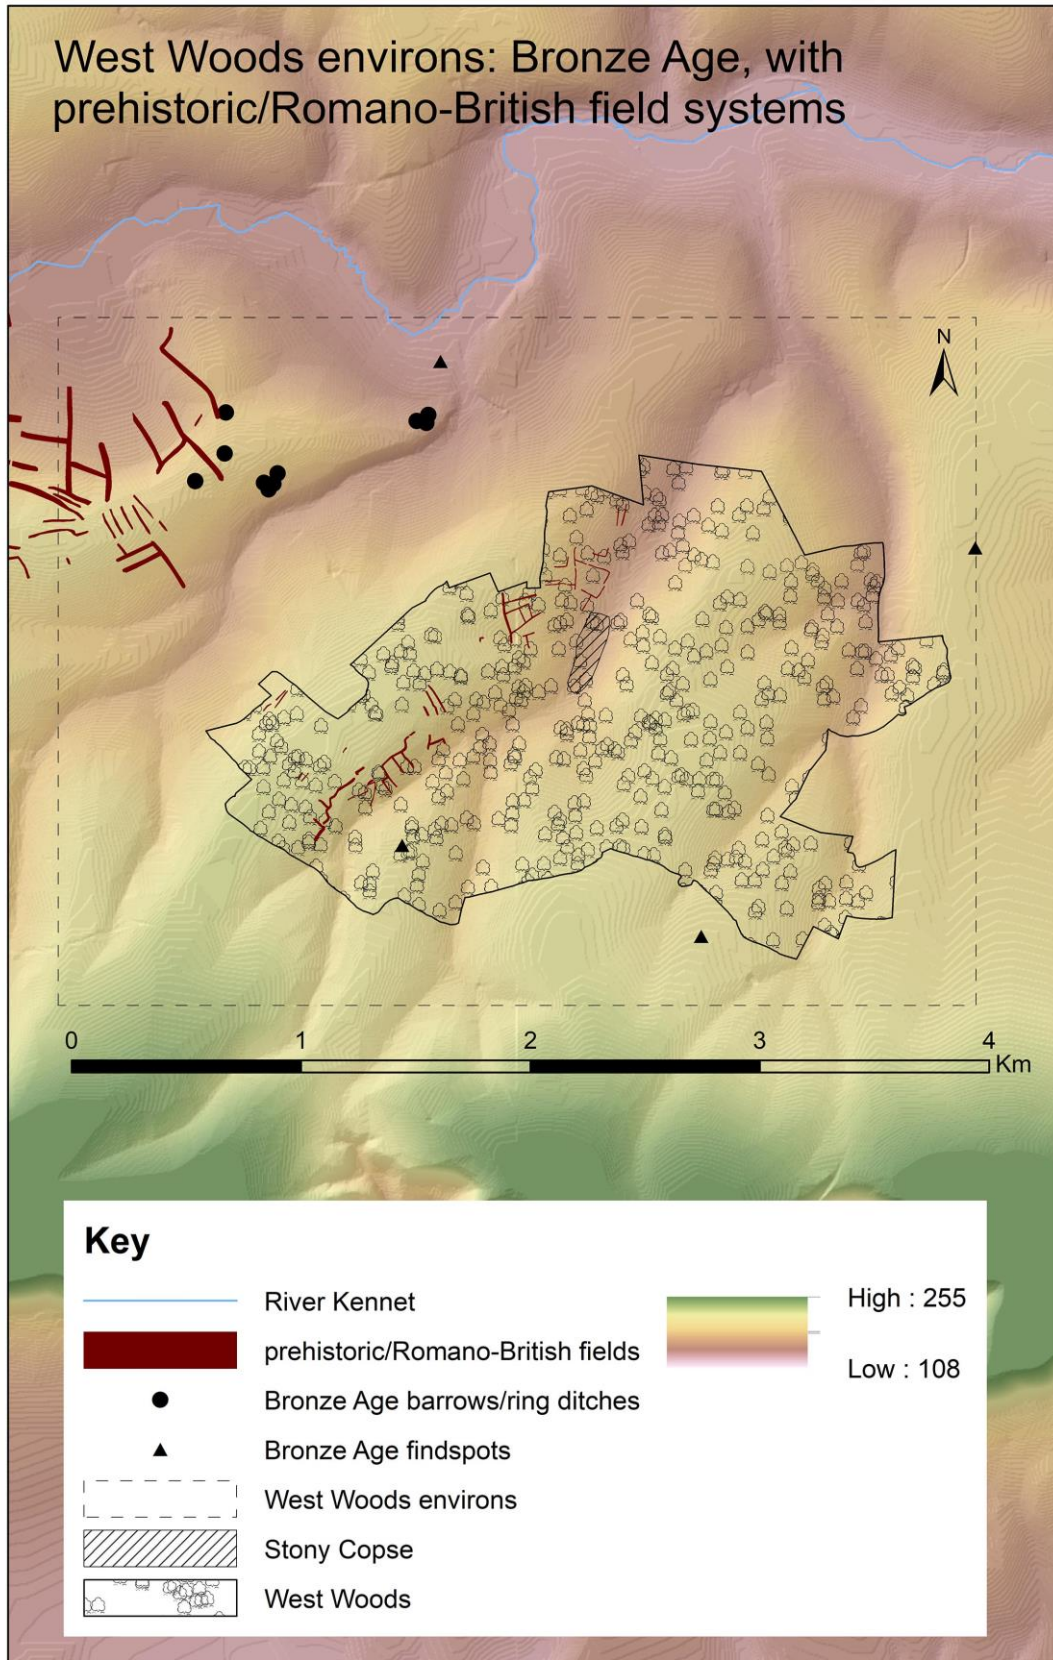 West Woods environs: Bronze Age, with
prehistoric/Romano-British field systems
N
0 1 2 3 4
Km
Key
River Kennet
prehistoric/Romano-British fields
Bronze Age barrows/ring ditches
Bronze Age findspots
West Woods environs
Stony Copse
West Woods
High : 255
Low : 108